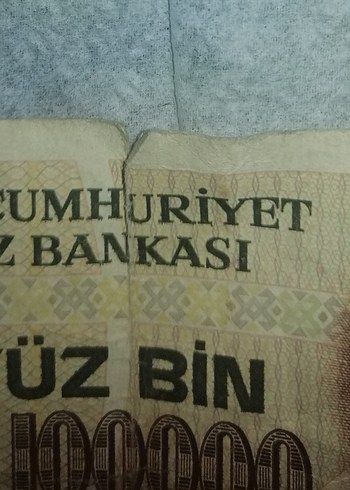 CUMHURİYET
Z BANKASI
YÜZ BİN
100000